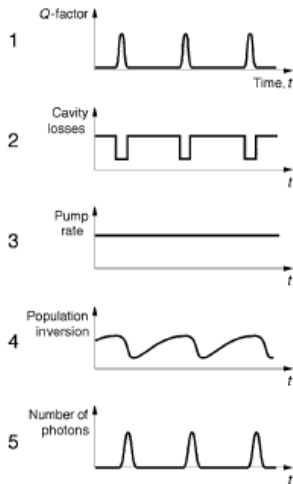 Q-factor
1
Time, t
Cavity
losses
2
t
Pump
rate
3
t
Population
inversion
4
t
Number of
photons
5
t